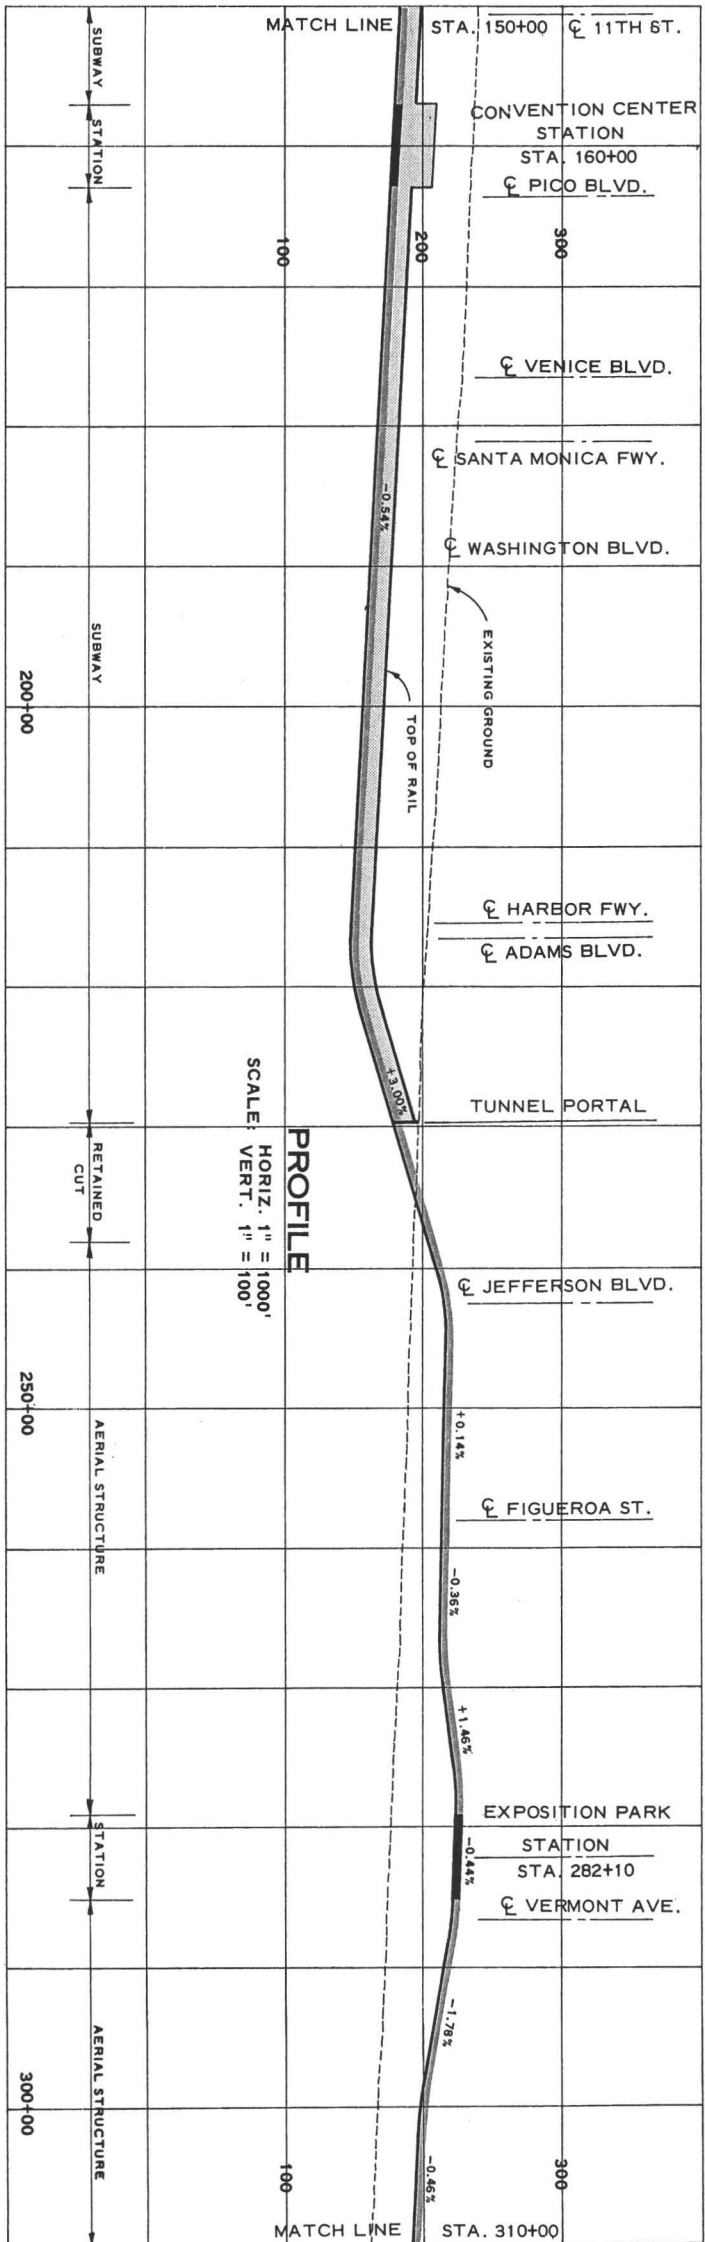 MATCH LINE
STA. 150+00 ℄ 11TH ST.
SUBWAY
STATION
CONVENTION CENTER
STATION
STA. 160+00
℄ PICO BLVD.
100
200
300
℄ VENICE BLVD.
℄ SANTA MONICA FWY.
-0.54%
℄ WASHINGTON BLVD.
EXISTING GROUND
SUBWAY
200+00
TOP OF RAIL
℄ HARBOR FWY.
℄ ADAMS BLVD.
+3.00%
TUNNEL PORTAL
RETAINED
CUT
PROFILE
SCALE: HORIZ. 1" = 1000'
VERT. 1" = 100'
℄ JEFFERSON BLVD.
250+00
AERIAL STRUCTURE
+0.14%
℄ FIGUEROA ST.
-0.36%
+1.46%
EXPOSITION PARK
STATION
STA. 282+10
STATION
-0.44%
℄ VERMONT AVE.
-1.78%
AERIAL STRUCTURE
300+00
100
-0.46%
300
MATCH LINE
STA. 310+00